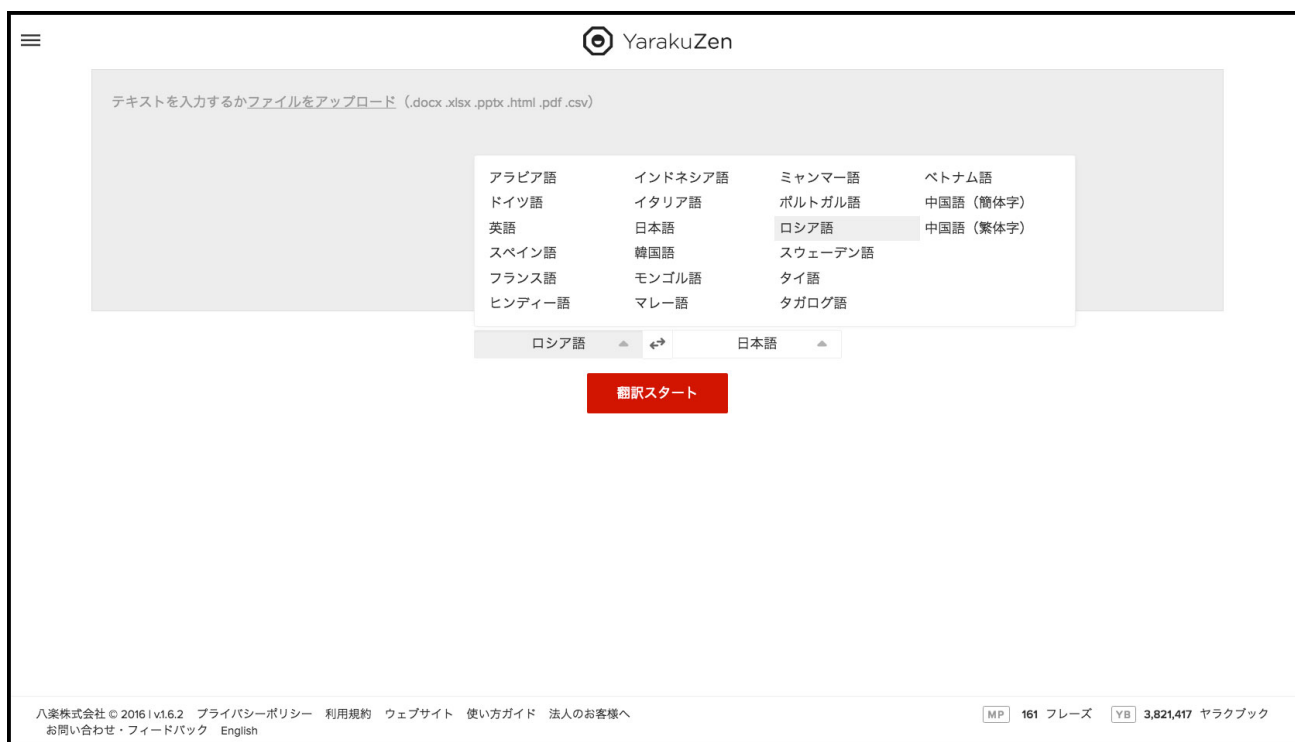 YarakuZen
テキストを入力するかファイルをアップロード（.docx .xlsx .pptx .html .pdf .csv）
アラビア語 インドネシア語 ミャンマー語 ベトナム語
ドイツ語 イタリア語 ポルトガル語 中国語（簡体字）
英語 日本語 ロシア語 中国語（繁体字）
スペイン語 韓国語 スウェーデン語
フランス語 モンゴル語 タイ語
ヒンディー語 マレー語 タガログ語
ロシア語 日本語
翻訳スタート
八楽株式会社 © 2016 | v.1.6.2 プライバシーポリシー 利用規約 ウェブサイト 使い方ガイド 法人のお客様へ
お問い合わせ・フィードバック English
MP 161 フレーズ YB 3,821,417 ヤラクブック